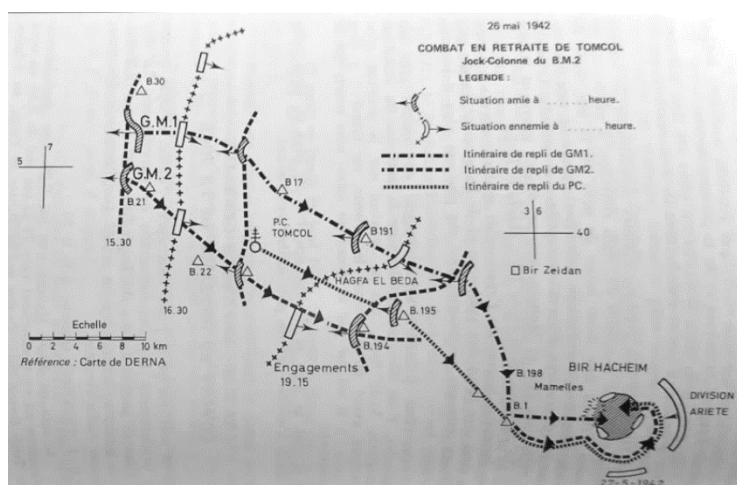 26 mai 1942
COMBAT EN RETRAITE DE TOMCOL
Jock-Colonne du B.M.2
LEGENDE :
Situation amie à ...... heure.
Situation ennemie à ...... heure.
Itinéraire de repli de GM1.
Itinéraire de repli de GM2.
Itinéraire de repli du PC.
B.30
G.M.1
5
7
G.M.2
B.21
15.30
16.30
B.17
P.C.
TOMCOL
B.22
B191
HAGFA EL BEDA
B.195
B.194
Engagements
19.15
3 6
40
Bir Zeidan
Echelle
0 2 4 6 8 10 km
Référence : Carte de DERNA
B.198
Mamelles
BIR HACHEIM
B.1
DIVISION
ARIETE
27-5-1942